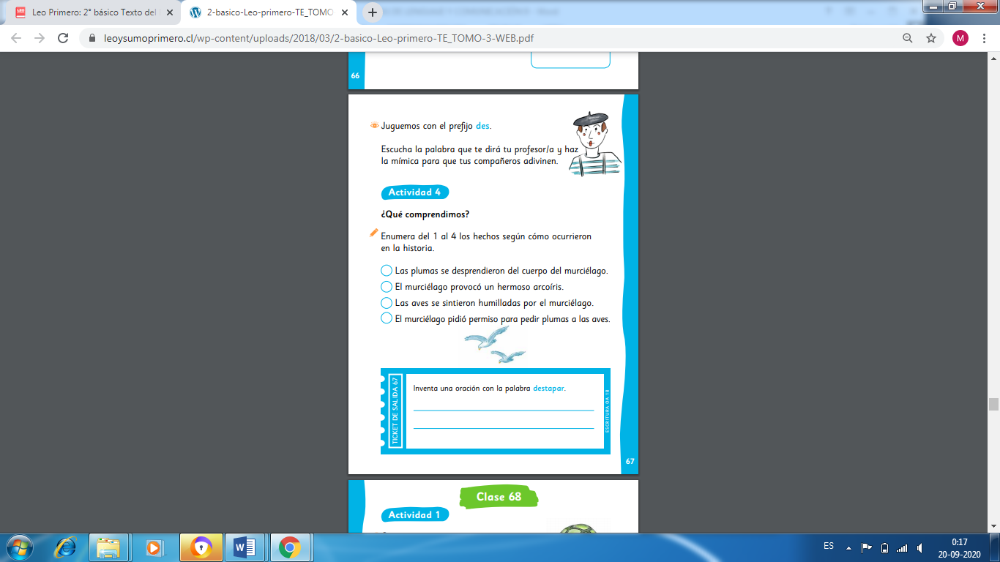 Leo Primero: 2° básico Texto del
2-basico-Leo-primero-TE_TOMO-
leoysumoprimero.cl/wp-content/uploads/2018/03/2-basico-Leo-primero-TE_TOMO-3-WEB.pdf
M
66
Juguemos con el prefijo des.
Escucha la palabra que te dirá tu profesor/a y haz
la mímica para que tus compañeros adivinen.
Actividad 4
¿Qué comprendimos?
Enumera del 1 al 4 los hechos según cómo ocurrieron
en la historia.
Las plumas se desprendieron del cuerpo del murciélago.
El murciélago provocó un hermoso arcoíris.
Las aves se sintieron humilladas por el murciélago.
El murciélago pidió permiso para pedir plumas a las aves.
TICKET DE SALIDA 67
Inventa una oración con la palabra destapar.
ESCRITURA OA 18
67
Clase 68
Actividad 1
ES
0:17
20-09-2020